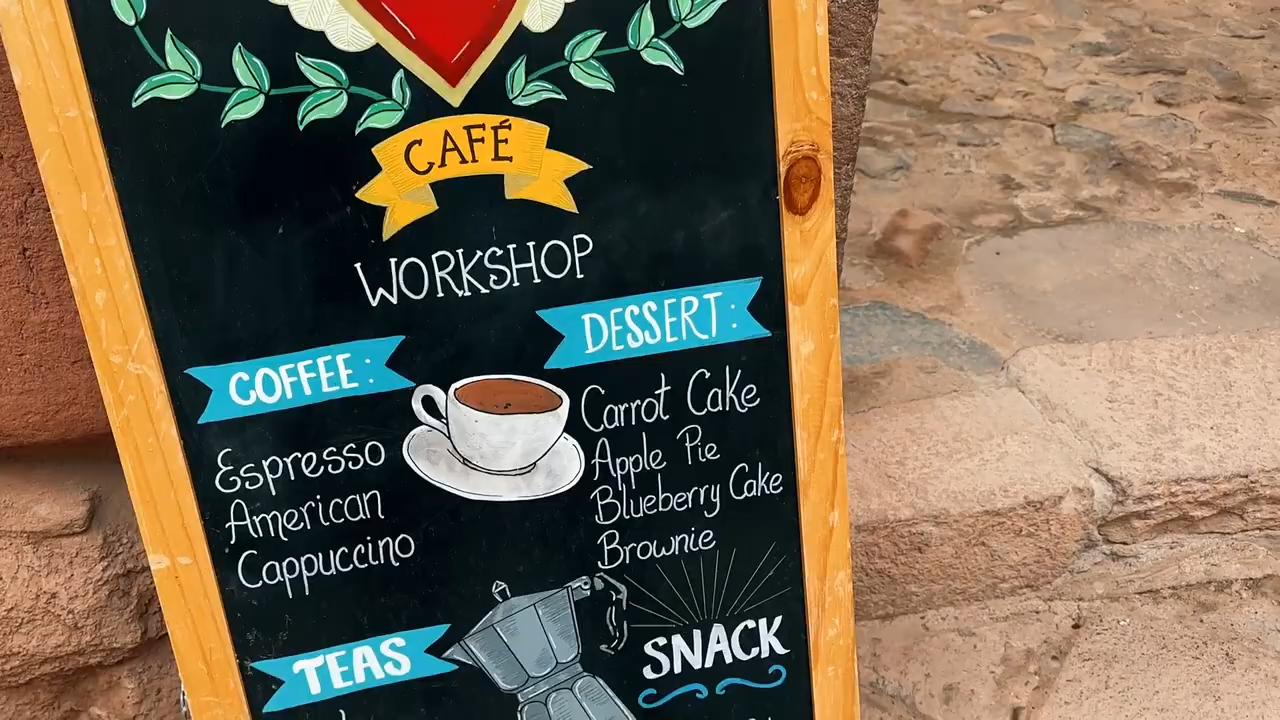 CAFÉ
WORKSHOP
COFFEE:
Espresso
American
Cappuccino
DESSERT:
Carrot Cake
Apple Pie
Blueberry Cake
Brownie
TEAS
SNACK